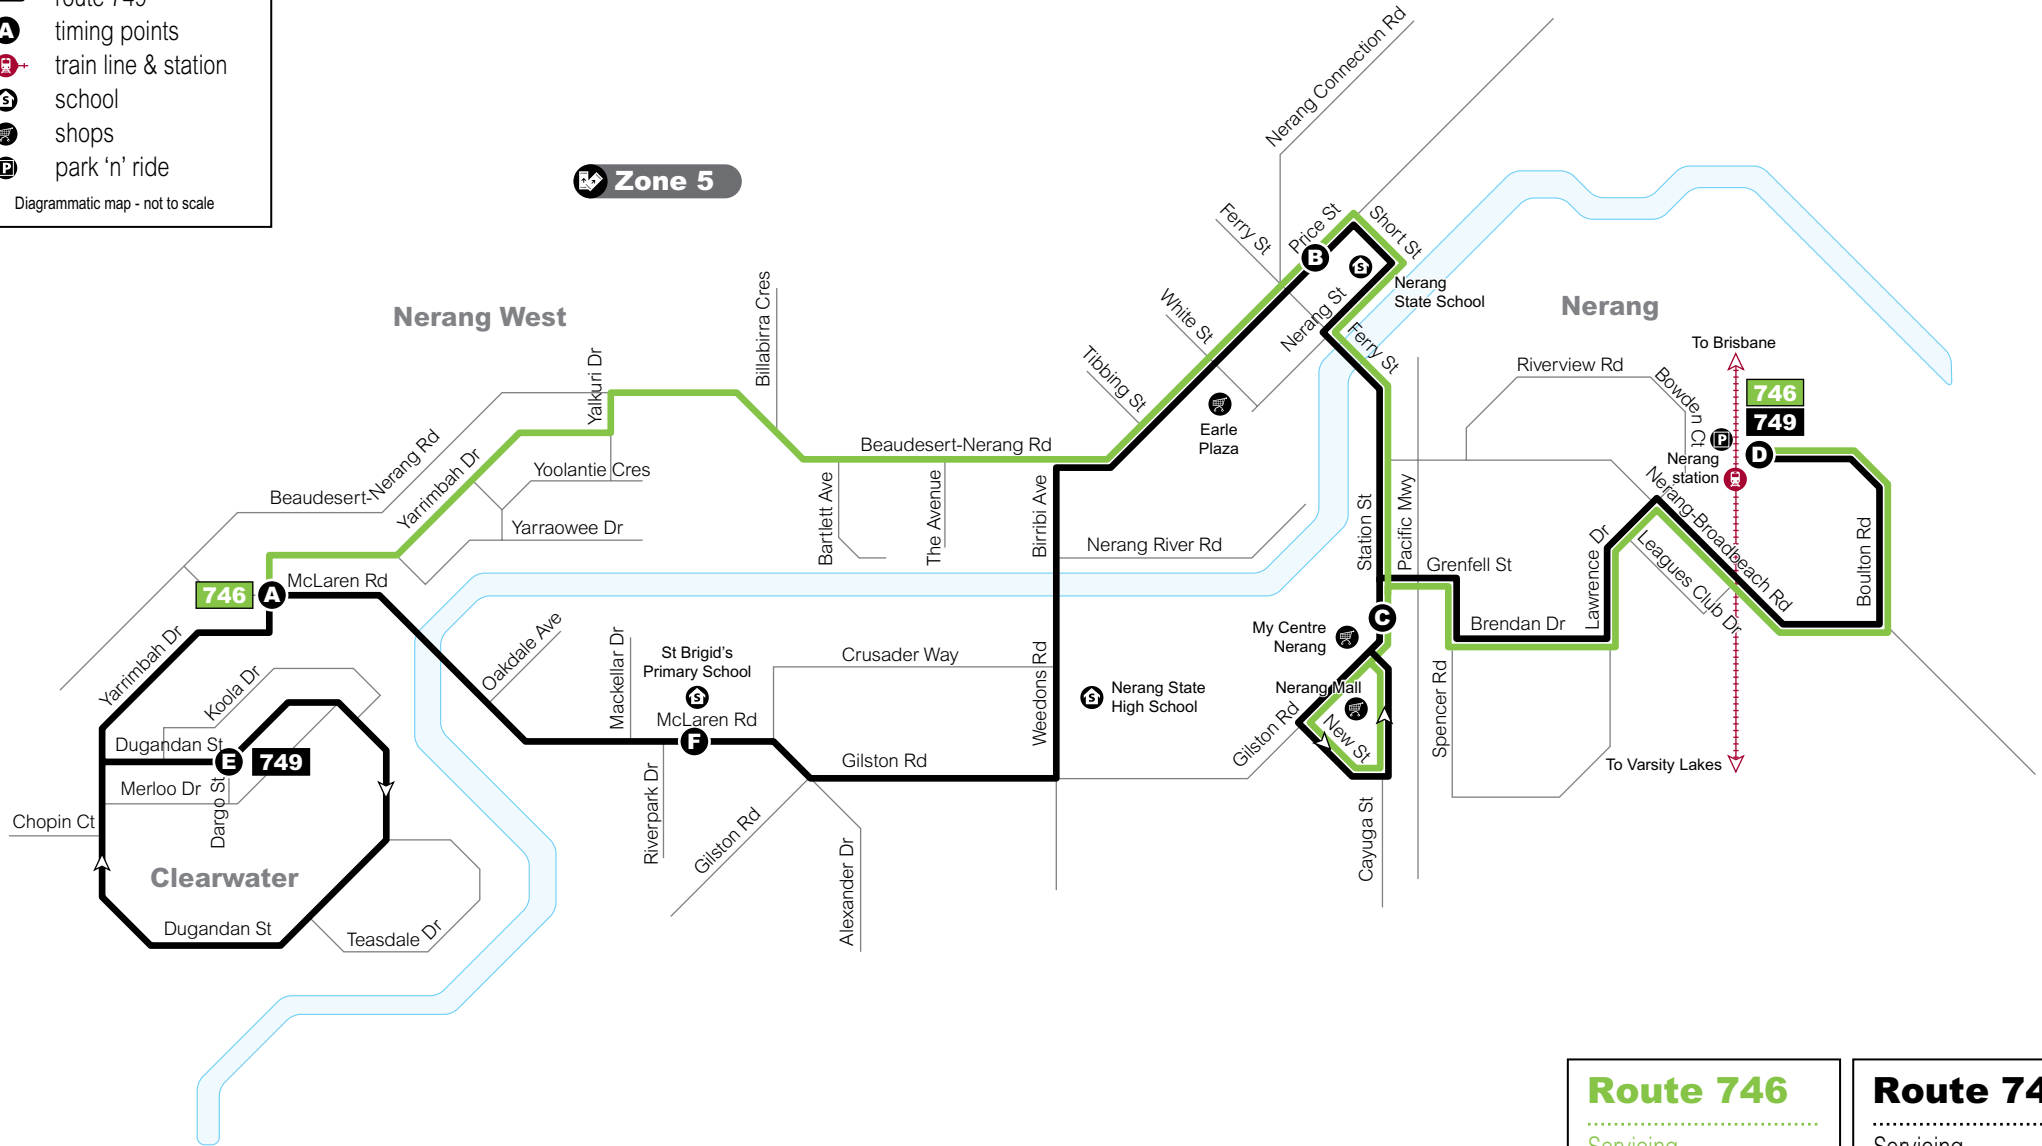 route 749
A timing points
train line & station
S school
shops
P park ‘n’ ride
Diagrammatic map - not to scale
Zone 5
Nerang Connection Rd
Ferry St
Price St
Short St
B
S
Nerang
State School
Nerang St
Ferry St
White St
Tibbing St
Earle
Plaza
Nerang West
Nerang
Billabirra Cres
Yalkuri Dr
Beaudesert-Nerang Rd
Yarrimbah Dr
Yoolantie Cres
Yarraowee Dr
Beaudesert-Nerang Rd
Bartlett Ave
The Avenue
Birribi Ave
Nerang River Rd
Station St
Pacific Mwy
Riverview Rd
Bowden Ct
To Brisbane
746
749
P
D
Nerang
station
Nerang-Broadbeach Rd
Leagues Club Dr
Lawrence Dr
Boulton Rd
Grenfell St
Brendan Dr
Spencer Rd
To Varsity Lakes
746
A
McLaren Rd
Yarrimbah Dr
Koola Dr
Dugandan St
E
749
Merloo Dr
Dargo St
Chopin Ct
Clearwater
Dugandan St
Teasdale Dr
Oakdale Ave
Mackellar Dr
St Brigid’s
Primary School
S
McLaren Rd
F
Riverpark Dr
Gilston Rd
Alexander Dr
Crusader Way
Gilston Rd
Weedons Rd
S
Nerang State
High School
C
My Centre
Nerang
Nerang Mall
Gilston Rd
New St
Cayuga St
Route 746
Servicing
Route 74
Servicing